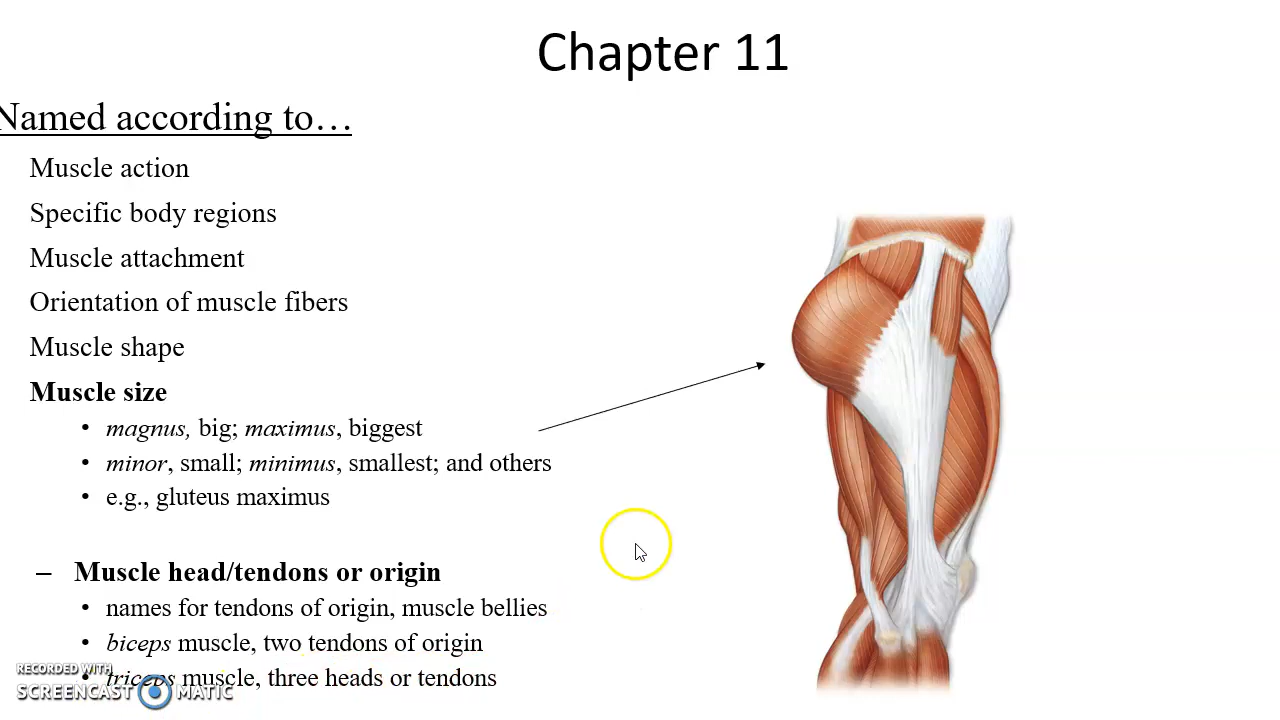 Chapter 11
Named according to…
Muscle action
Specific body regions
Muscle attachment
Orientation of muscle fibers
Muscle shape
Muscle size
• magnus, big; maximus, biggest
• minor, small; minimus, smallest; and others
• e.g., gluteus maximus
– Muscle head/tendons or origin
• names for tendons of origin, muscle bellies
• biceps muscle, two tendons of origin
• triceps muscle, three heads or tendons
RECORDED WITH
SCREENCAST MATIC